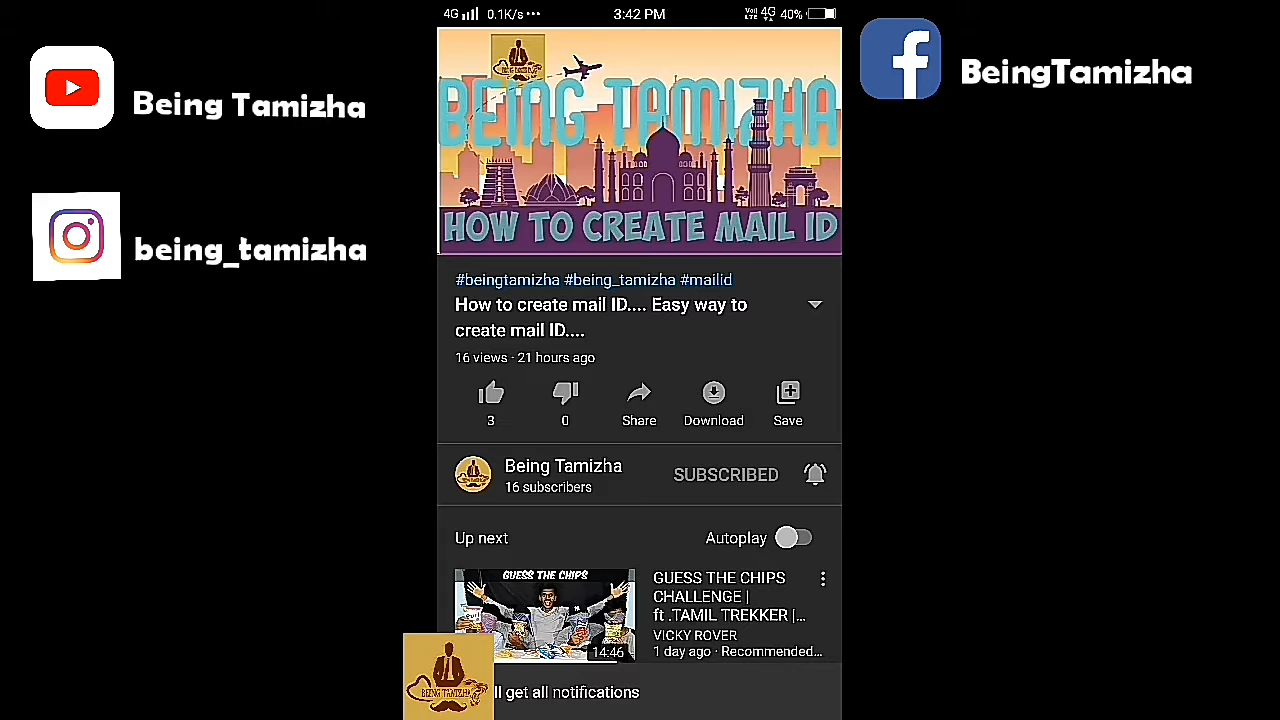 4G 0.1K/s ••• 3:42 PM 4G 40%
Being Tamizha
being_tamizha
BeingTamizha
BEING TAMIZHA
HOW TO CREATE MAIL ID
#beingtamizha #being_tamizha #mailid
How to create mail ID.... Easy way to
create mail ID....
16 views · 21 hours ago
3
0
Share
Download
Save
Being Tamizha
16 subscribers
SUBSCRIBED
Up next
Autoplay
GUESS THE CHIPS
14:46
GUESS THE CHIPS
CHALLENGE |
ft .TAMIL TREKKER |...
VICKY ROVER
1 day ago · Recommended...
BEING TAMIZHA
ll get all notifications